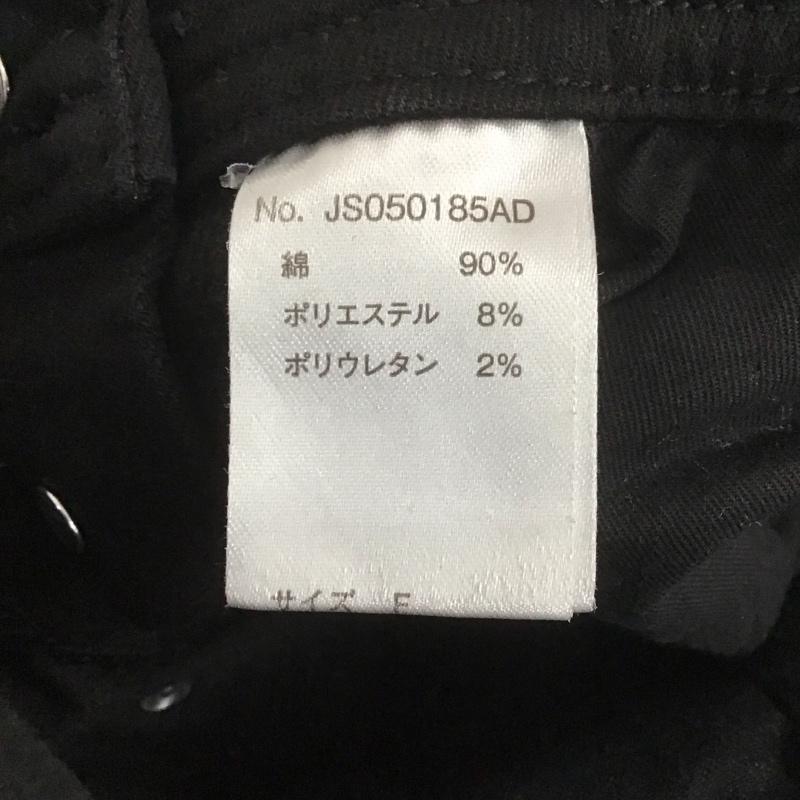 No. JS050185AD
綿 90%
ポリエステル 8%
ポリウレタン 2%
サイズ F